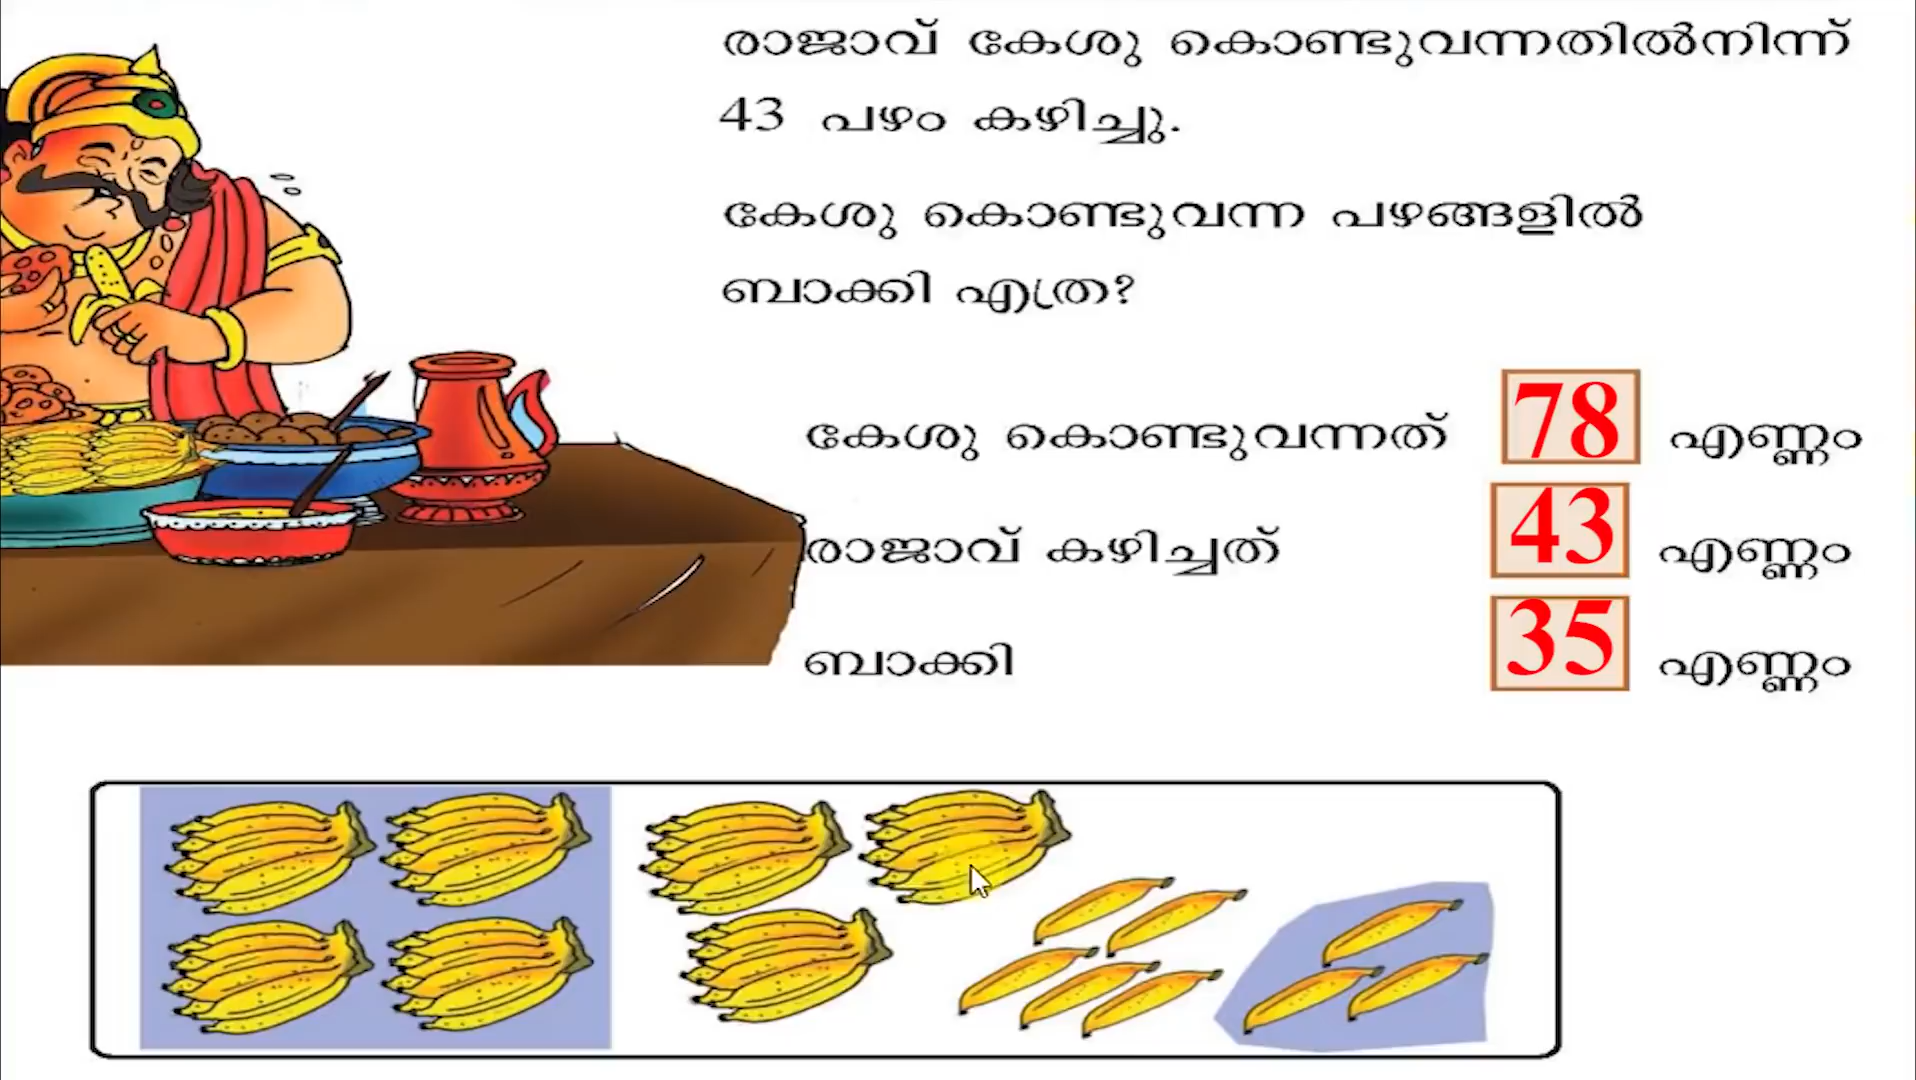 രാജാവ് കേശു കൊണ്ടുവന്നതിൽനിന്ന്
43 പഴം കഴിച്ചു.
കേശു കൊണ്ടുവന്ന പഴങ്ങളിൽ
ബാക്കി എത്ര?
കേശു കൊണ്ടുവന്നത് 78 എണ്ണം
രാജാവ് കഴിച്ചത് 43 എണ്ണം
ബാക്കി 35 എണ്ണം